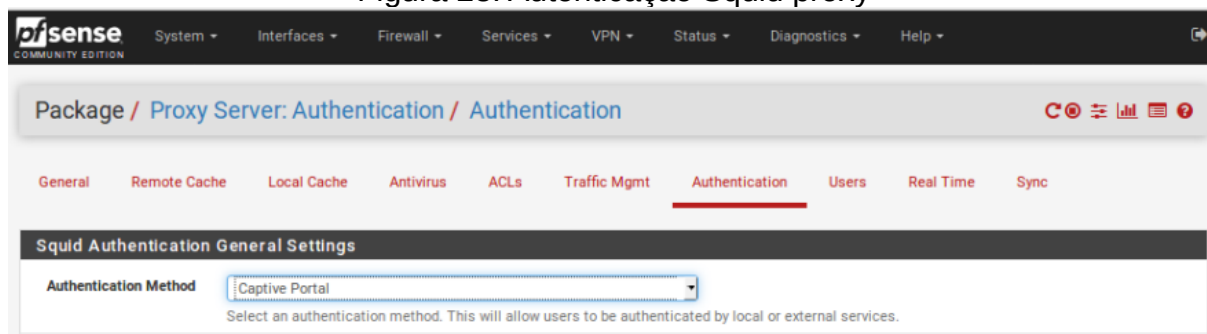 pfsense
COMMUNITY EDITION
System Interfaces Firewall Services VPN Status Diagnostics Help
Package / Proxy Server: Authentication / Authentication
General Remote Cache Local Cache Antivirus ACLs Traffic Mgmt Authentication Users Real Time Sync
Squid Authentication General Settings
Authentication Method Captive Portal
Select an authentication method. This will allow users to be authenticated by local or external services.